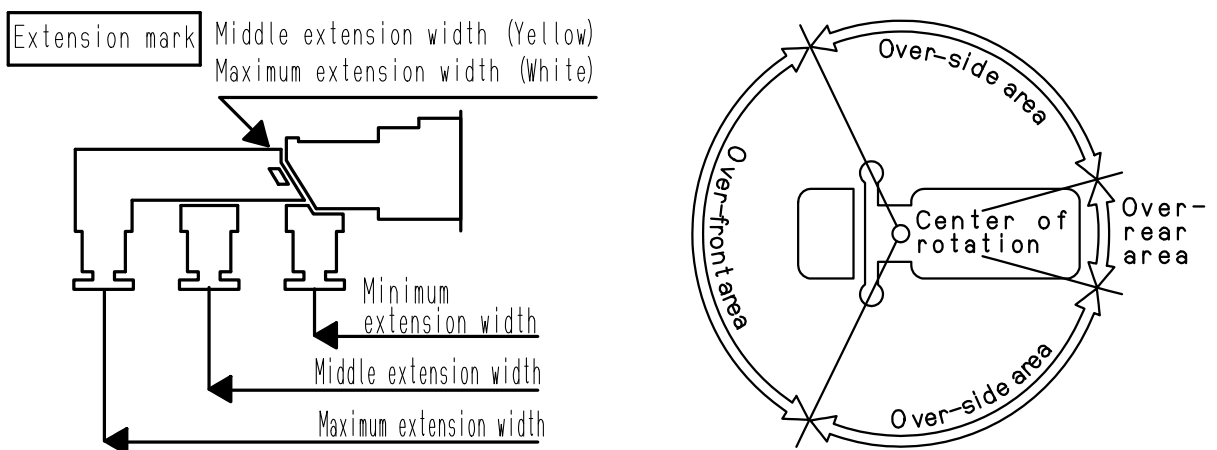 Extension mark
Middle extension width (Yellow)
Maximum extension width (White)
Minimum
extension width
Middle extension width
Maximum extension width
Over-side area
Over-front area
Center of
rotation
Over-
rear
area
Over-side area